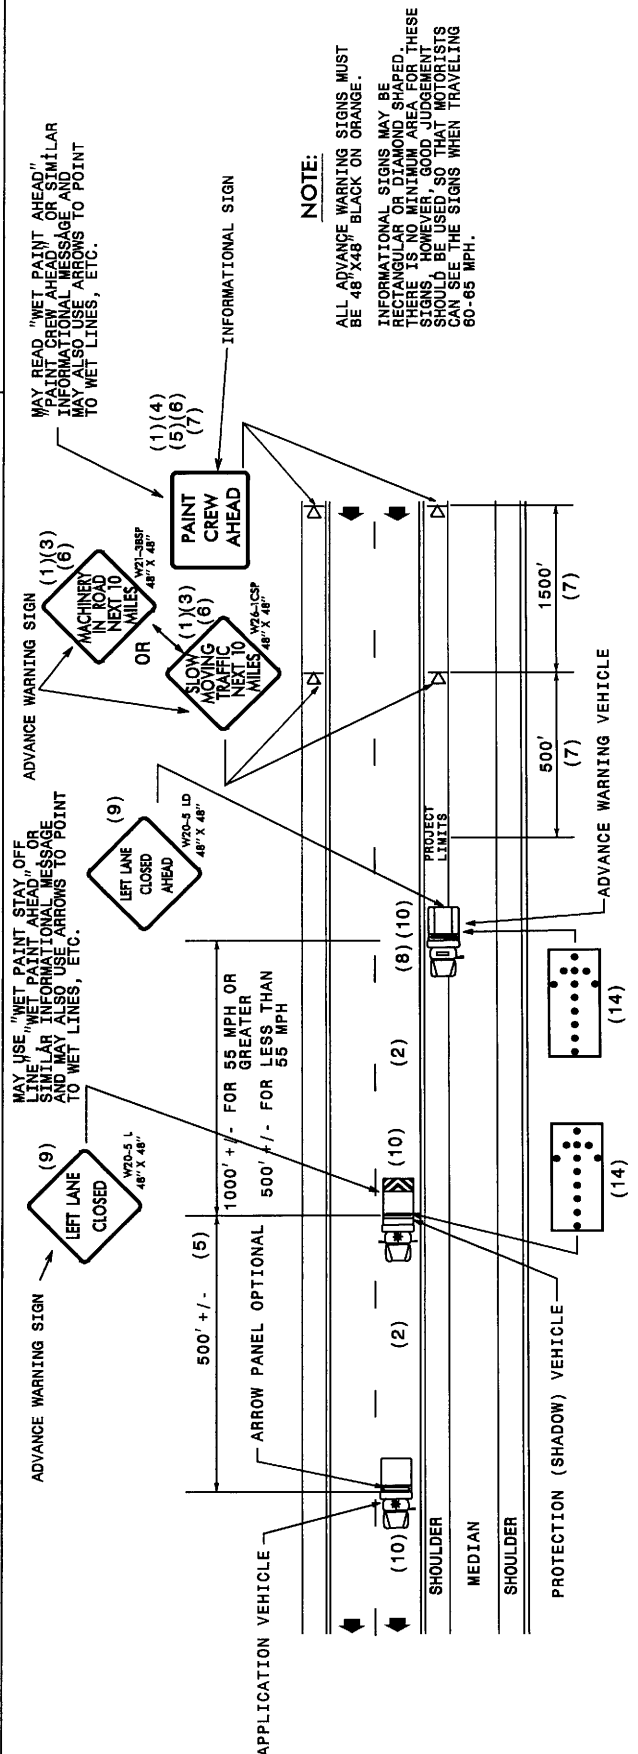 ADVANCE WARNING SIGN
LEFT LANE
CLOSED
(9)
W20-5 L
48" X 48"
MAY USE "WET PAINT STAY OFF
LINE" "WET PAINT AHEAD" OR
SIMILAR INFORMATIONAL MESSAGE
AND MAY ALSO USE ARROWS TO POINT
TO WET LINES, ETC.
LEFT LANE
CLOSED
AHEAD
(9)
W20-5 LD
48" X 48"
ADVANCE WARNING SIGN
MACHINERY
IN ROAD
NEXT 10
MILES
(1)(3)
(6)
W21-3BSP
48" X 48"
OR
SLOW
MOVING
TRAFFIC
NEXT 10
MILES
(1)(3)
(6)
W26-1CSP
48" X 48"
MAY READ "WET PAINT AHEAD"
"PAINT CREW AHEAD" OR SIMILAR
INFORMATIONAL MESSAGE AND
MAY ALSO USE ARROWS TO POINT
TO WET LINES, ETC.
PAINT
CREW
AHEAD
(1)(4)
(5)(6)
(7)
INFORMATIONAL SIGN
NOTE:
ALL ADVANCE WARNING SIGNS MUST
BE 48"X48" BLACK ON ORANGE.
INFORMATIONAL SIGNS MAY BE
RECTANGULAR OR DIAMOND SHAPED.
THERE IS NO MINIMUM AREA FOR THESE
SIGNS, HOWEVER, GOOD JUDGEMENT
SHOULD BE USED SO THAT MOTORISTS
CAN SEE THE SIGNS WHEN TRAVELING
60-65 MPH.
500' +/- (5)
1000' +/- FOR 55 MPH OR
GREATER
500' +/- FOR LESS THAN
55 MPH
APPLICATION VEHICLE
ARROW PANEL OPTIONAL
(10)
(2)
(10)
(2)
(8)(10)
PROJECT
LIMITS
500'
(7)
1500'
(7)
SHOULDER
MEDIAN
SHOULDER
PROTECTION (SHADOW) VEHICLE
(14)
(14)
ADVANCE WARNING VEHICLE